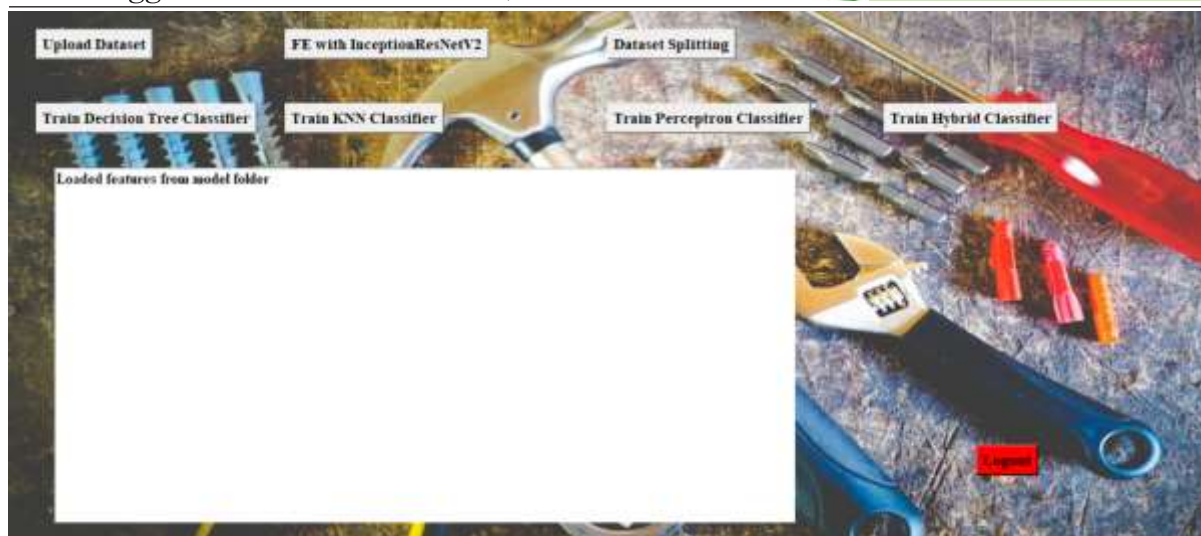 Upload Dataset
FE with InceptionResNetV2
Dataset Splitting
Train Decision Tree Classifier
Train KNN Classifier
Train Perceptron Classifier
Train Hybrid Classifier
Loaded features from model folder
Logout